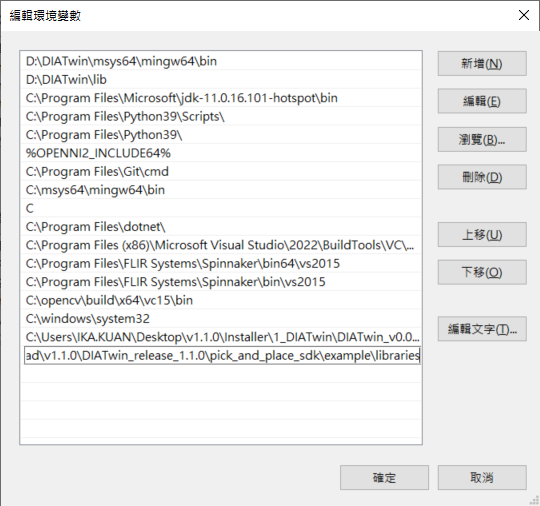 編輯環境變數
D:\DIATwin\msys64\mingw64\bin
D:\DIATwin\lib
C:\Program Files\Microsoft\jdk-11.0.16.101-hotspot\bin
C:\Program Files\Python39\Scripts\
C:\Program Files\Python39\
%OPENNI2_INCLUDE64%
C:\Program Files\Git\cmd
C:\msys64\mingw64\bin
C
C:\Program Files\dotnet\
C:\Program Files (x86)\Microsoft Visual Studio\2022\BuildTools\VC\...
C:\Program Files\FLIR Systems\Spinnaker\bin64\vs2015
C:\Program Files\FLIR Systems\Spinnaker\bin\vs2015
C:\opencv\build\x64\vc15\bin
C:\windows\system32
C:\Users\IKA.KUAN\Desktop\v1.1.0\Installer\1_DIATwin\DIATwin_v0.0...
ad\v1.1.0\DIATwin_release_1.1.0\pick_and_place_sdk\example\libraries
新增(N)
編輯(E)
瀏覽(B)...
刪除(D)
上移(U)
下移(O)
編輯文字(T)...
確定
取消